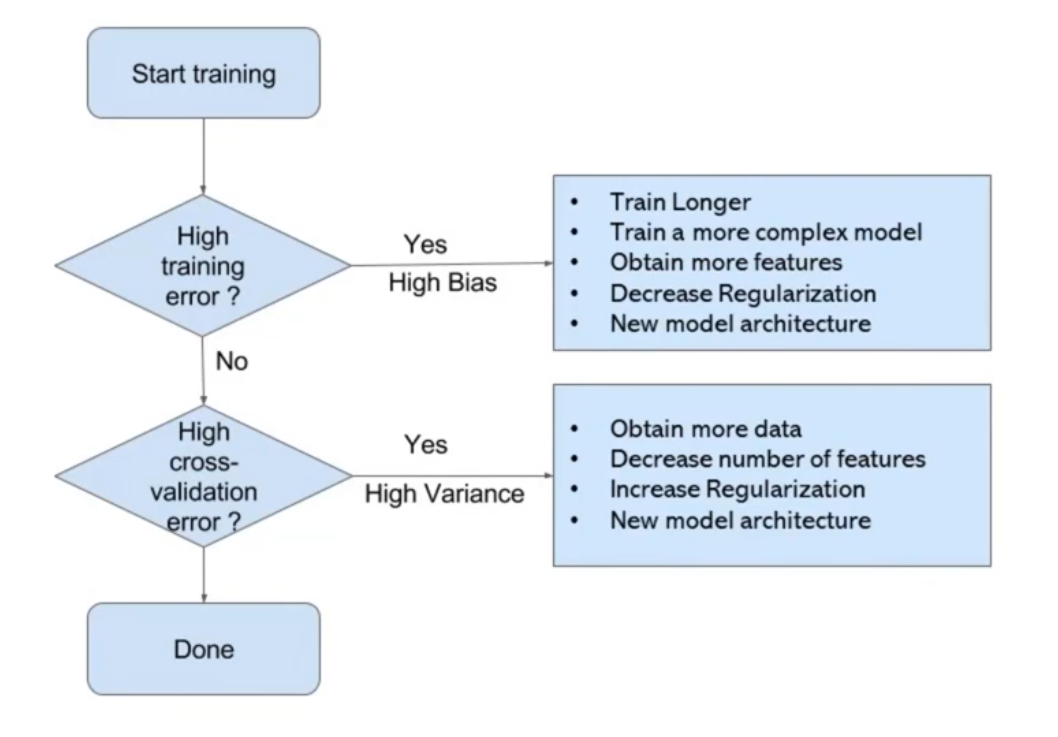 Start training
High
training
error ?
Yes
High Bias
• Train Longer
• Train a more complex model
• Obtain more features
• Decrease Regularization
• New model architecture
No
High
cross-
validation
error ?
Yes
High Variance
• Obtain more data
• Decrease number of features
• Increase Regularization
• New model architecture
Done